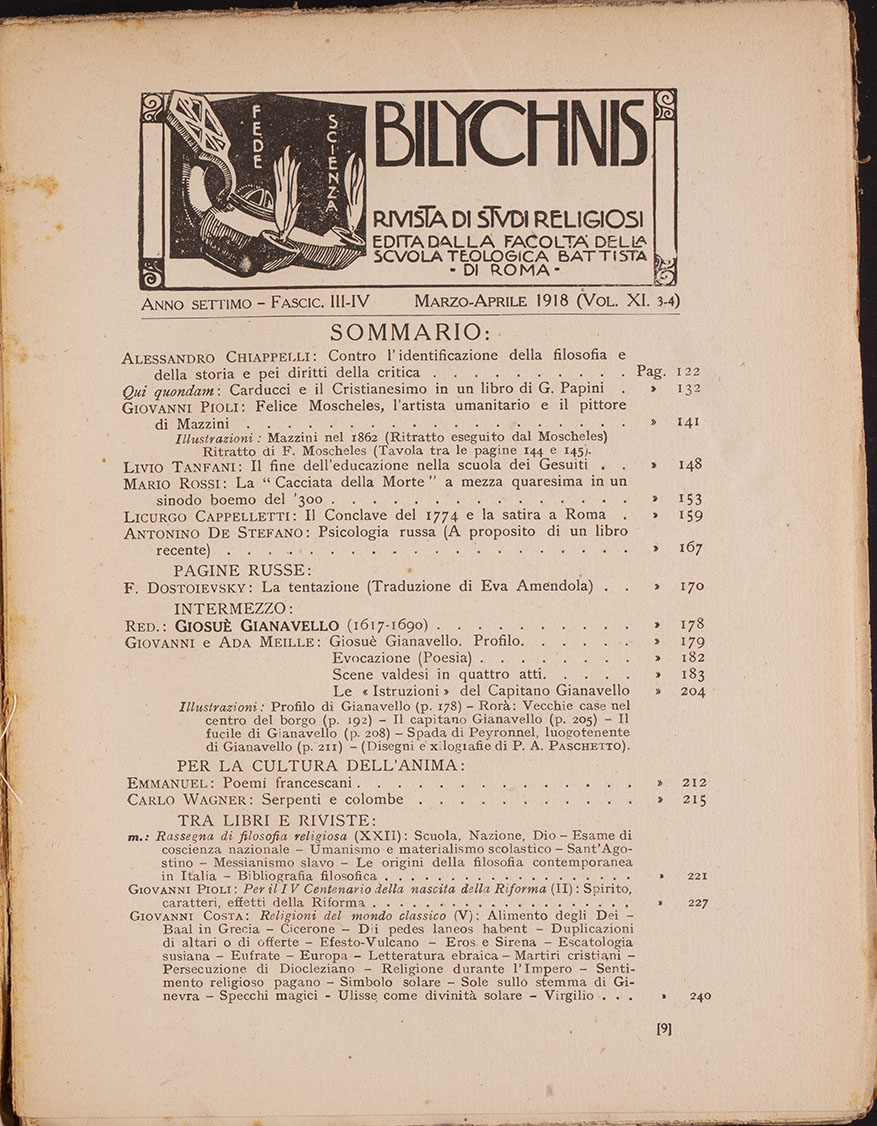 FEDE
SCIENZA
BILYCHNIS
RIVISTA DI STVDI RELIGIOSI
EDITA DALLA FACOLTA' DELLA
SCVOLA TEOLOGICA BATTISTA
- DI ROMA -
ANNO SETTIMO - FASCIC. III-IV MARZO-APRILE 1918 (VOL. XI. 3-4)
SOMMARIO:
ALESSANDRO CHIAPPELLI: Contro l'identificazione della filosofia e
della storia e pei diritti della critica . . . . . . . . . . Pag. 122
Qui quondam: Carducci e il Cristianesimo in un libro di G. Papini . » 132
GIOVANNI PIOLI: Felice Moscheles, l'artista umanitario e il pittore
di Mazzini . . . . . . . . . . . . . . . . . . . » 141
Illustrazioni: Mazzini nel 1862 (Ritratto eseguito dal Moscheles)
Ritratto di F. Moscheles (Tavola tra le pagine 144 e 145).
LIVIO TANFANI: Il fine dell'educazione nella scuola dei Gesuiti . . » 148
MARIO ROSSI: La "Cacciata della Morte" a mezza quaresima in un
sinodo boemo del '300 . . . . . . . . . . . . . . . » 153
LICURGO CAPPELLETTI: Il Conclave del 1774 e la satira a Roma . » 159
ANTONINO DE STEFANO: Psicologia russa (A proposito di un libro
recente) . . . . . . . . . . . . . . . . . . . . » 167
PAGINE RUSSE:
F. DOSTOIEVSKY: La tentazione (Traduzione di Eva Amendola) . . » 170
INTERMEZZO:
RED.: GIOSUÈ GIANAVELLO (1617-1690) . . . . . . . . . . » 178
GIOVANNI e ADA MEILLE: Giosuè Gianavello. Profilo. . . . . . » 179
Evocazione (Poesia) . . . . . . . . » 182
Scene valdesi in quattro atti. . . . . » 183
Le «Istruzioni» del Capitano Gianavello » 204
Illustrazioni: Profilo di Gianavello (p. 178) - Rorà: Vecchie case nel
centro del borgo (p. 192) - Il capitano Gianavello (p. 205) - Il
fucile di Gianavello (p. 208) - Spada di Peyronnel, luogotenente
di Gianavello (p. 211) - (Disegni e xilografie di P. A. PASCHETTO).
PER LA CULTURA DELL'ANIMA:
EMMANUEL: Poemi francescani . . . . . . . . . . . . . . » 212
CARLO WAGNER: Serpenti e colombe . . . . . . . . . . . » 215
TRA LIBRI E RIVISTE:
m.: Rassegna di filosofia religiosa (XXII): Scuola, Nazione, Dio - Esame di
coscienza nazionale - Umanismo e materialismo scolastico - Sant'Ago-
stino - Messianismo slavo - Le origini della filosofia contemporanea
in Italia - Bibliografia filosofica . . . . . . . . . . . . . . . . . » 221
GIOVANNI PIOLI: Per il IV Centenario della nascita della Riforma (II): Spirito,
caratteri, effetti della Riforma . . . . . . . . . . . . . . . . . . » 227
GIOVANNI COSTA: Religioni del mondo classico (V): Alimento degli Dei -
Baal in Grecia - Cicerone - Dii pedes laneos habent - Duplicazioni
di altari o di offerte - Efesto-Vulcano - Eros e Sirena - Escatologia
susiana - Eufrate - Europa - Letteratura ebraica - Martiri cristiani -
Persecuzione di Diocleziano - Religione durante l'Impero - Senti-
mento religioso pagano - Simbolo solare - Sole sullo stemma di Gi-
nevra - Specchi magici - Ulisse come divinità solare - Virgilio . . . » 240
[9]